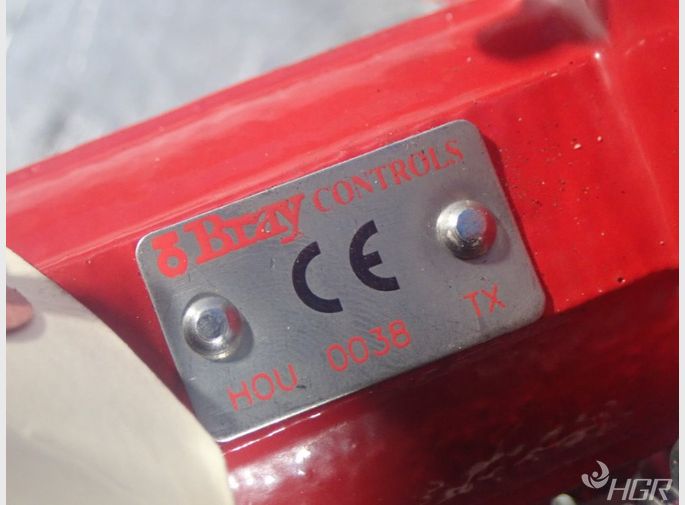 Bray CONTROLS
CE
HOU 0038 TX
HGR